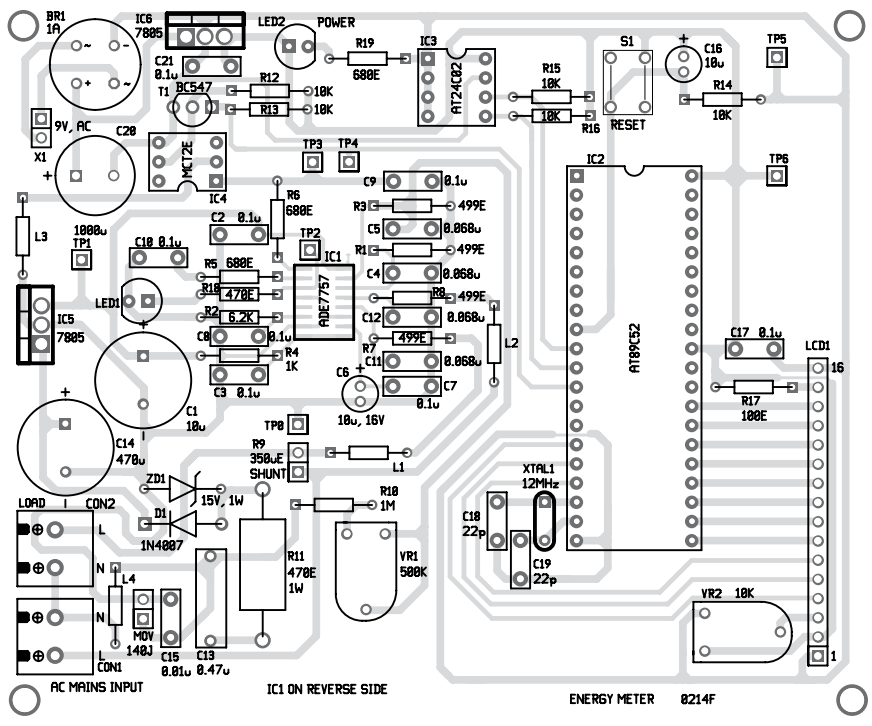 BR1
1A
~
-
+
~
IC6
7805
LED2
POWER
C21
0.1u
R19
680E
IC3
AT24C02
S1
RESET
+
C16
10u
TP5
T1
BC547
R12
10K
R13
10K
R15
10K
10K
R16
R14
10K
9V, AC
X1
C20
+
1000u
MCT2E
IC4
TP3
TP4
IC2
AT89C52
TP6
L3
TP1
R6
680E
C9
0.1u
R3
499E
C2
0.1u
C5
0.068u
C10
0.1u
TP2
IC1
ADE7757
R1
499E
R5
680E
C4
0.068u
LED1
R18
470E
R8
499E
R2
6.2K
C12
0.068u
IC5
7805
+
C8
0.1u
499E
R7
L2
C17
0.1u
LCD1
16
R4
1K
C11
0.068u
C3
0.1u
C6
+
10u, 16V
C7
0.1u
R17
100E
+
C1
10u
-
TP0
C14
470u
-
R9
350uE
SHUNT
L1
XTAL1
12MHz
ZD1
15V, 1W
LOAD
CON2
L
N
D1
1N4007
R10
1M
C18
22p
C19
22p
R11
470E
1W
VR1
500K
L4
N
L
CON1
MOV
140J
C15
0.01u
C13
0.47u
VR2
10K
1
AC MAINS INPUT
IC1 ON REVERSE SIDE
ENERGY METER
0214F